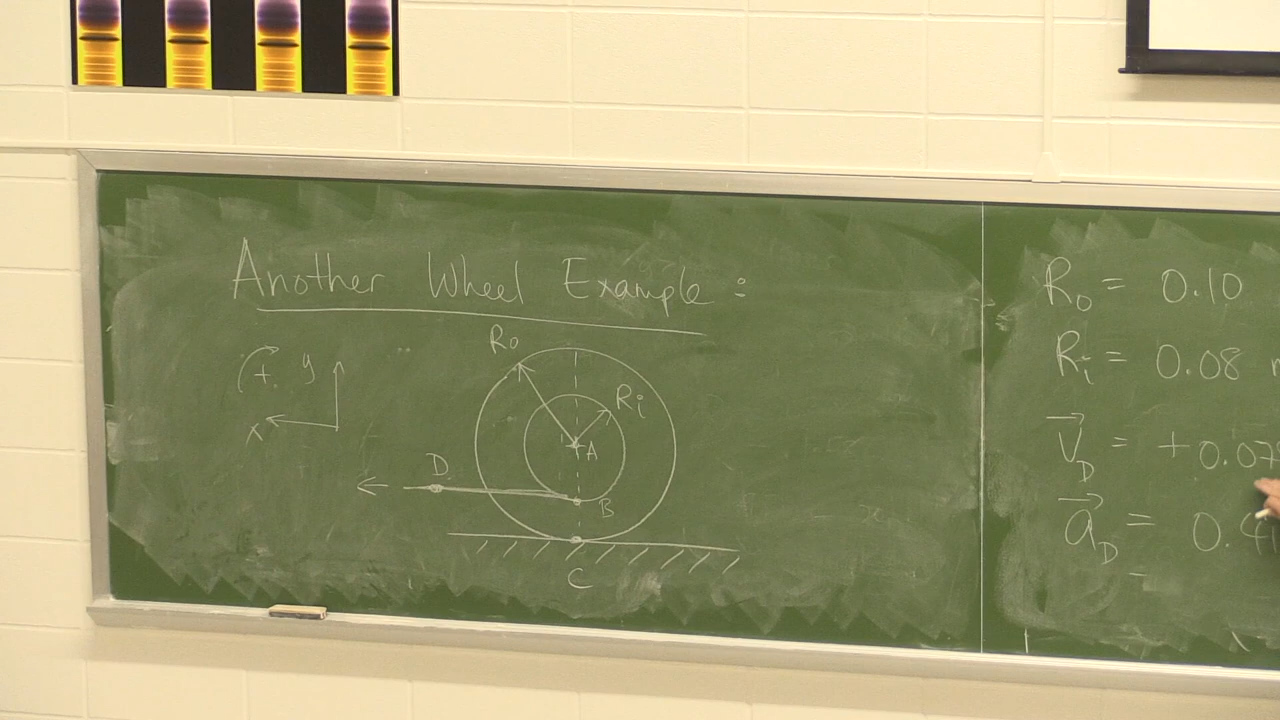 Another Wheel Example:
+
y
x
Ro
Ri
A
D
B
C
Ro = 0.10
Ri = 0.08
VD = + 0.07
aD = 0.4
=